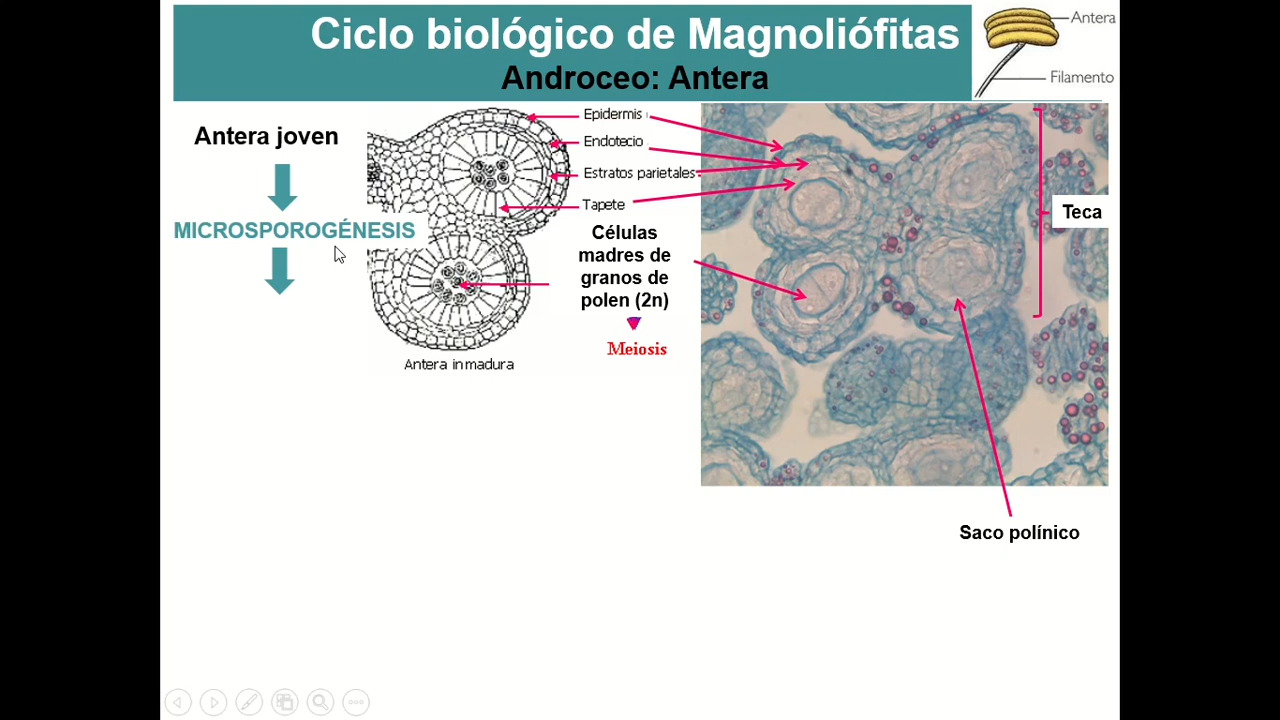 Ciclo biológico de Magnoliófitas
Androceo: Antera
Antera
Filamento
Antera joven
MICROSPOROGÉNESIS
Epidermis
Endotecio
Estratos parietales
Tapete
Células
madres de
granos de
polen (2n)
Meiosis
Antera inmadura
Teca
Saco polínico